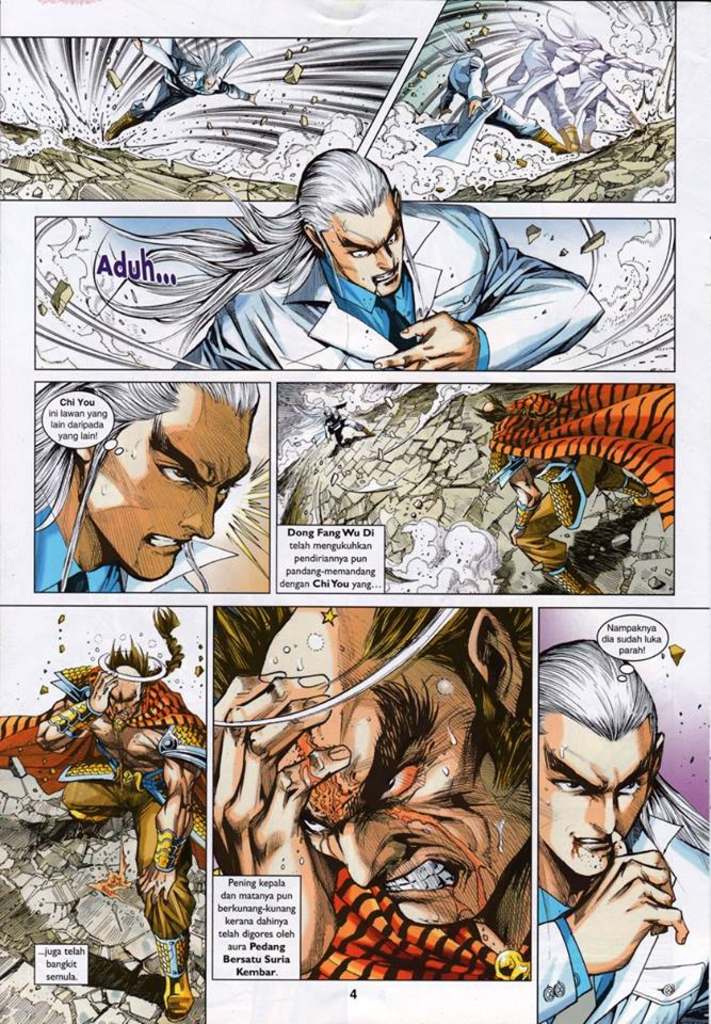 Aduh...
Chi You
ini lawan yang
lain daripada
yang lain!
Dong Fang Wu Di
telah mengukuhkan
pendiriannya pun
pandang-memandang
dengan Chi You yang...
...juga telah
bangkit
semula.
Pening kepala
dan matanya pun
berkunang-kunang
kerana dahinya
telah digores oleh
aura Pedang
Bersatu Suria
Kembar.
Nampaknya
dia sudah luka
parah!
4